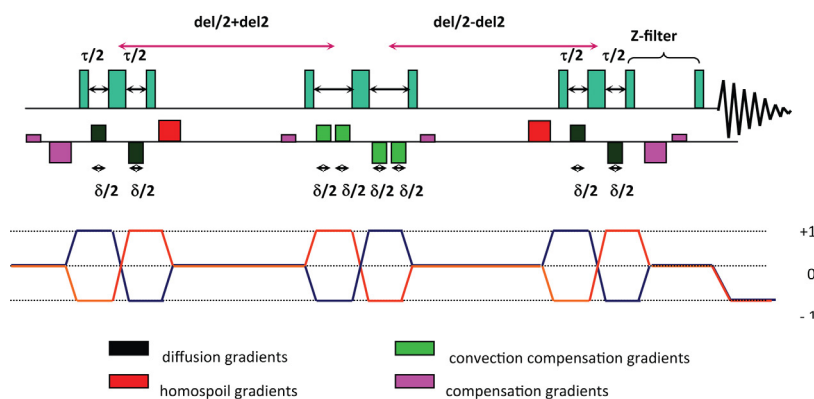 del/2+del2
del/2-del2
Z-filter
τ/2
τ/2
τ/2
τ/2
δ/2
δ/2
δ/2
δ/2
δ/2
δ/2
δ/2
δ/2
+1
0
- 1
diffusion gradients
convection compensation gradients
homospoil gradients
compensation gradients